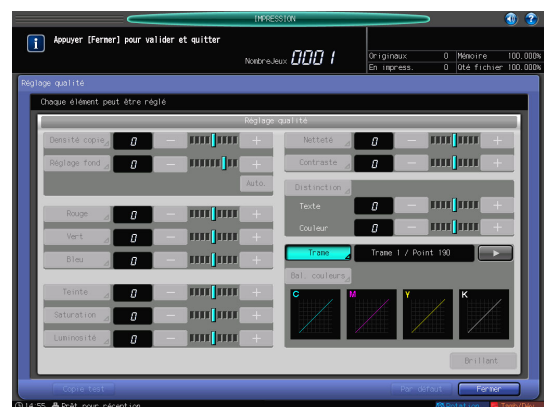 IMPRESSION
Appuyer [Fermer] pour valider et quitter
NombreJeux 0001
Originaux 0 Mémoire 100.000%
En impress. 0 Qté fichier 100.000%
Réglage qualité
Chaque élément peut être réglé
Réglage qualité
Densité copie 0 - +
Réglage fond 0 - +
Auto.
Rouge 0 - +
Vert 0 - +
Bleu 0 - +
Teinte 0 - +
Saturation 0 - +
Luminosité 0 - +
Netteté 0 - +
Contraste 0 - +
Distinction
Texte 0 - +
Couleur 0 - +
Trame Trame 1 / Point 190
Bal. couleurs
C M Y K
Brillant
Copie test Par défaut Fermer
14:55 Prêt pour réception Rotation